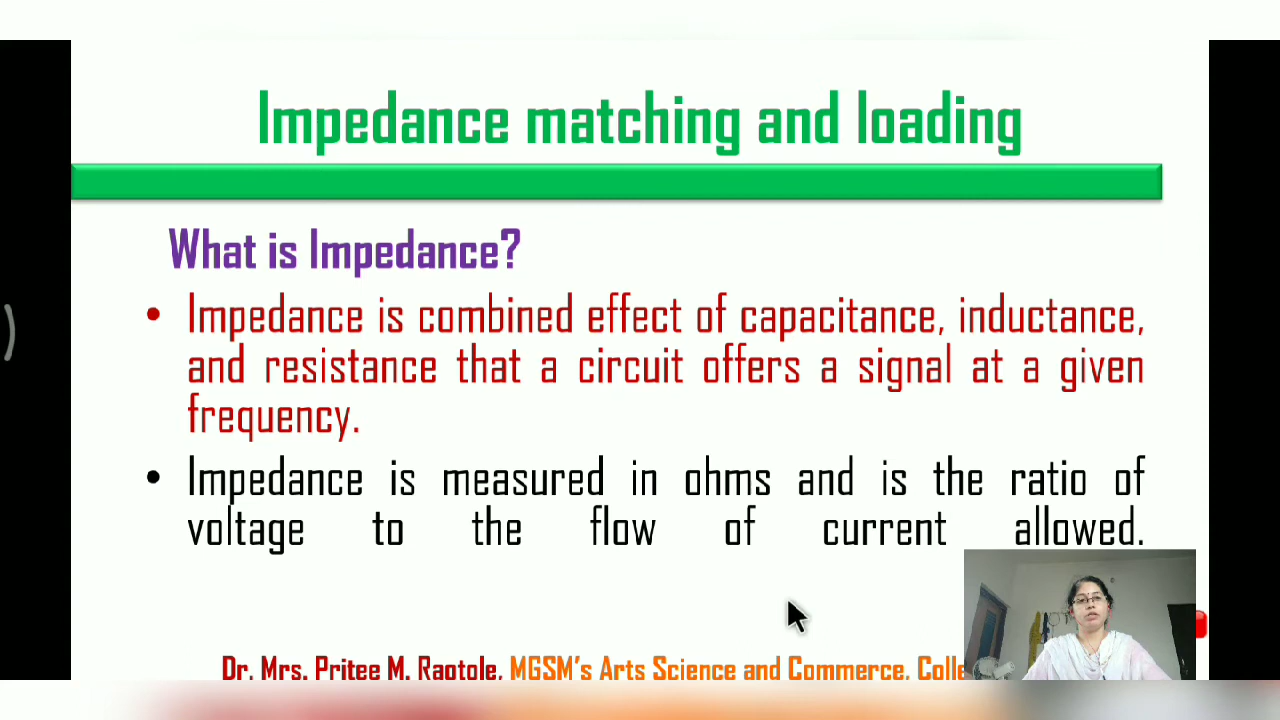 Impedance matching and loading
What is Impedance?
• Impedance is combined effect of capacitance, inductance,
and resistance that a circuit offers a signal at a given
frequency.
• Impedance is measured in ohms and is the ratio of
voltage to the flow of current allowed.
Dr. Mrs. Pritee M. Raotole, MGSM's Arts Science and Commerce, Colle